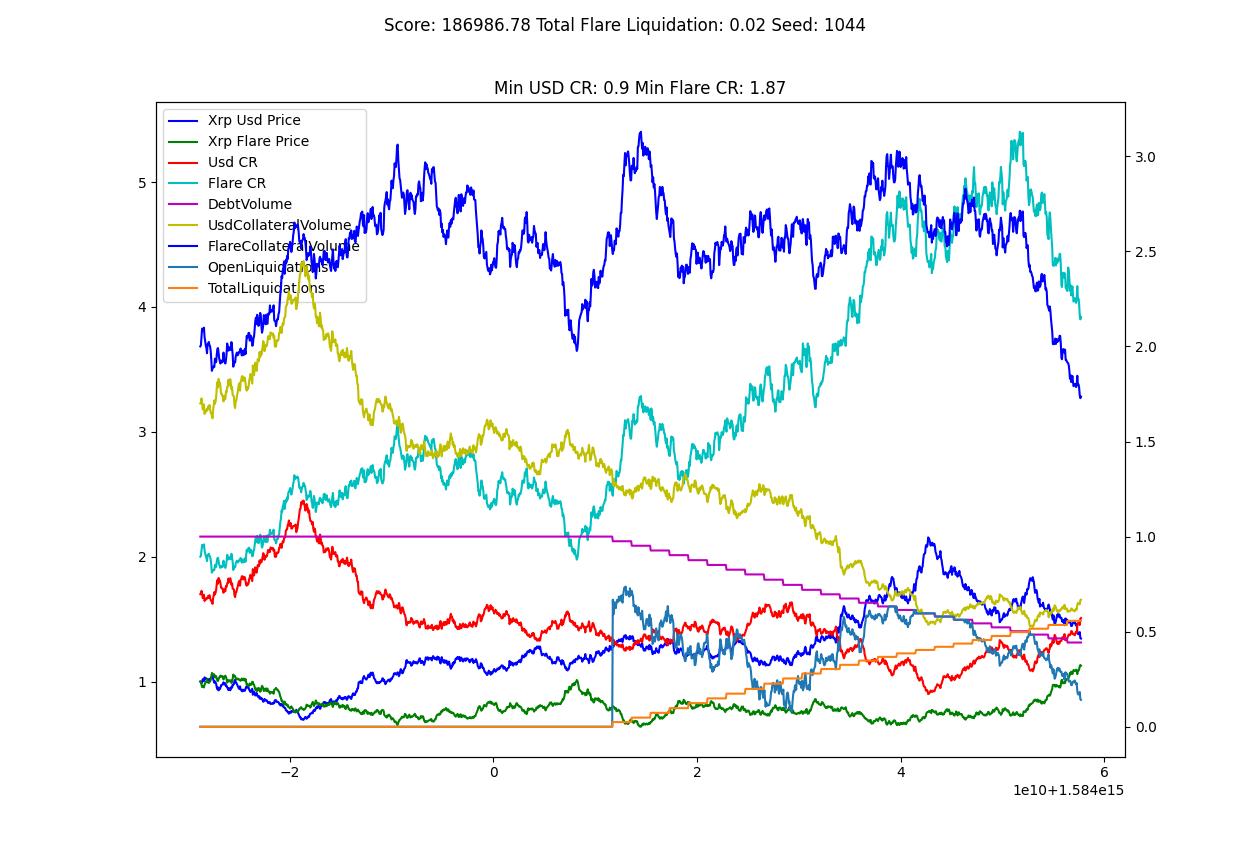 Score: 186986.78 Total Flare Liquidation: 0.02 Seed: 1044
Min USD CR: 0.9 Min Flare CR: 1.87
Xrp Usd Price
Xrp Flare Price
Usd CR
Flare CR
DebtVolume
UsdCollateralVolume
FlareCollateralVolume
OpenLiquidations
TotalLiquidations
5
4
3
2
1
3.0
2.5
2.0
1.5
1.0
0.5
0.0
−2
0
2
4
6
1e10+1.584e15